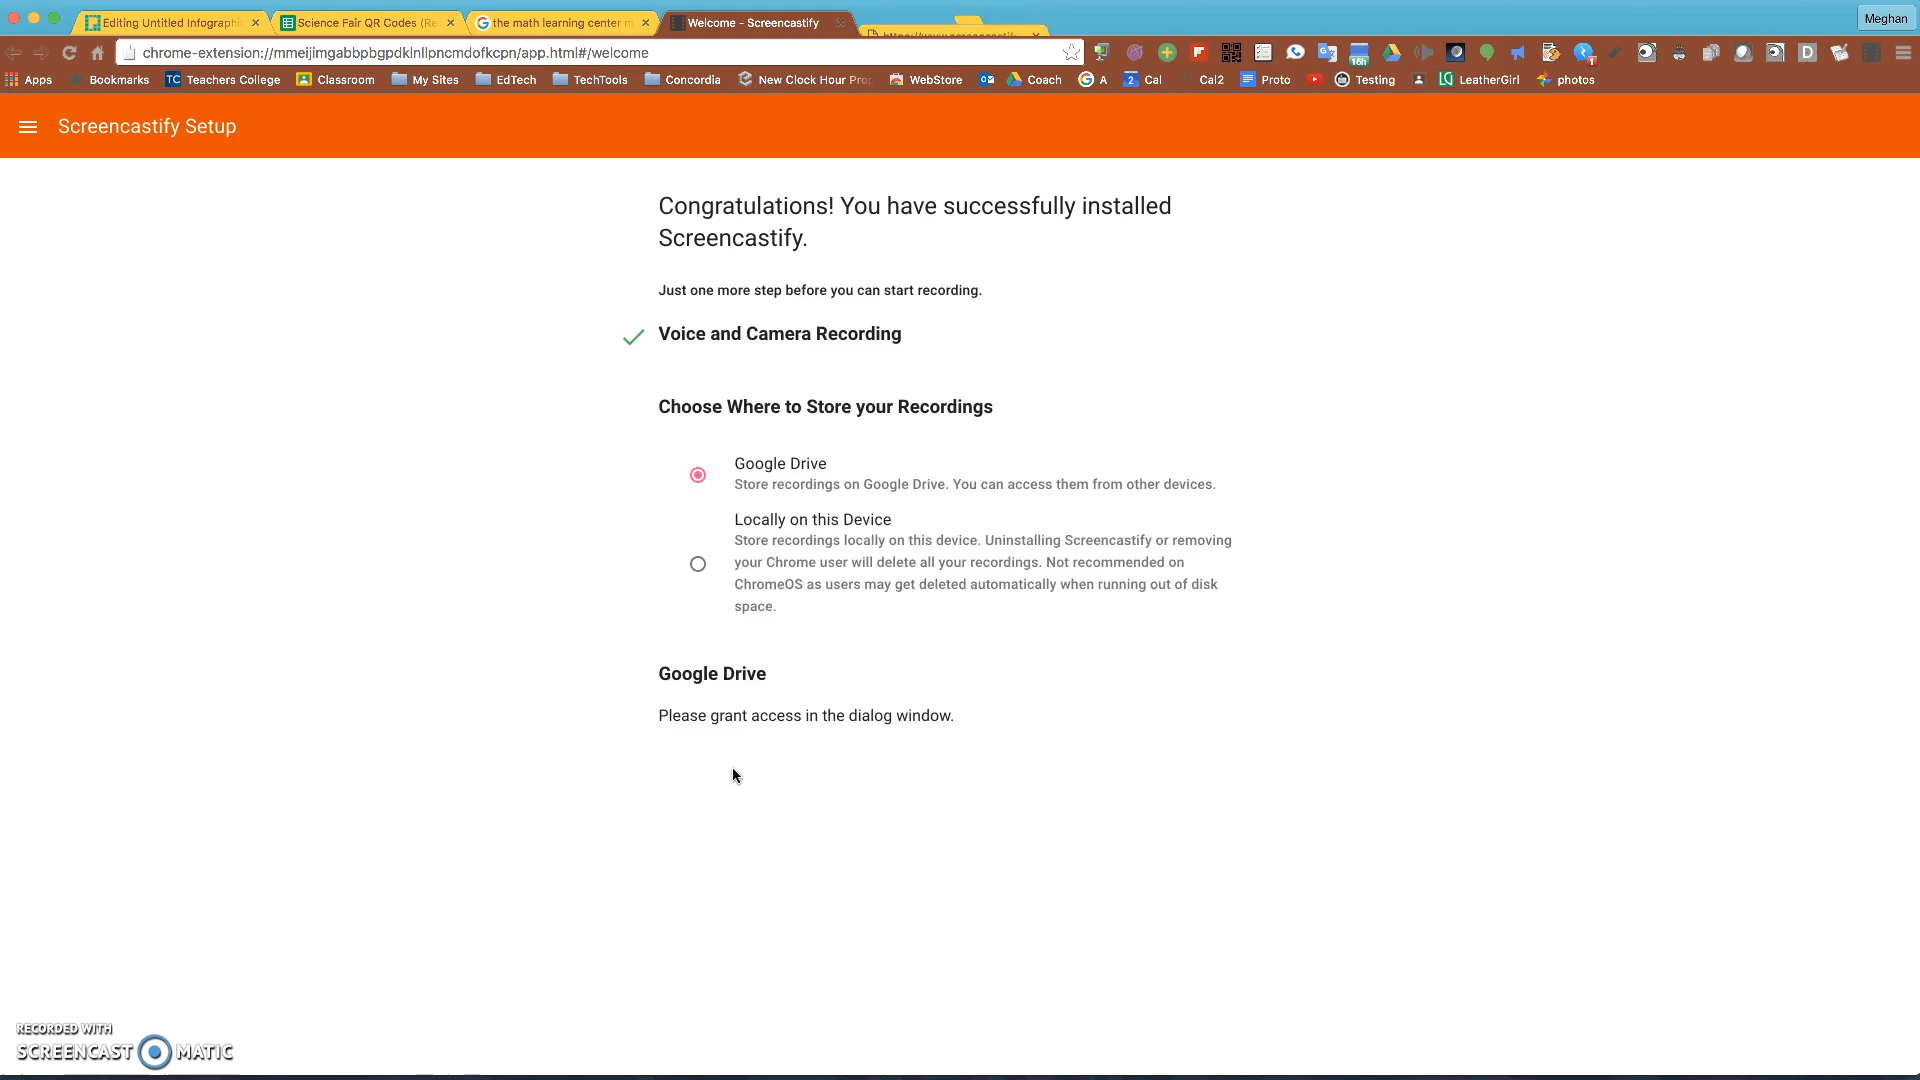 Editing Untitled Infographic
Science Fair QR Codes (Re
the math learning center m
Welcome - Screencastify
Meghan
chrome-extension://mmeijimgabbpbgpdklnllpncmdofkcpn/app.html#/welcome
16h
1
D
Apps
Bookmarks
TC Teachers College
Classroom
My Sites
EdTech
TechTools
Concordia
New Clock Hour Prop
WebStore
Coach
A
2 Cal
Cal2
Proto
Testing
LeatherGirl
photos
Screencastify Setup
Congratulations! You have successfully installed
Screencastify.
Just one more step before you can start recording.
Voice and Camera Recording
Choose Where to Store your Recordings
Google Drive
Store recordings on Google Drive. You can access them from other devices.
Locally on this Device
Store recordings locally on this device. Uninstalling Screencastify or removing
your Chrome user will delete all your recordings. Not recommended on
ChromeOS as users may get deleted automatically when running out of disk
space.
Google Drive
Please grant access in the dialog window.
RECORDED WITH
SCREENCAST MATIC